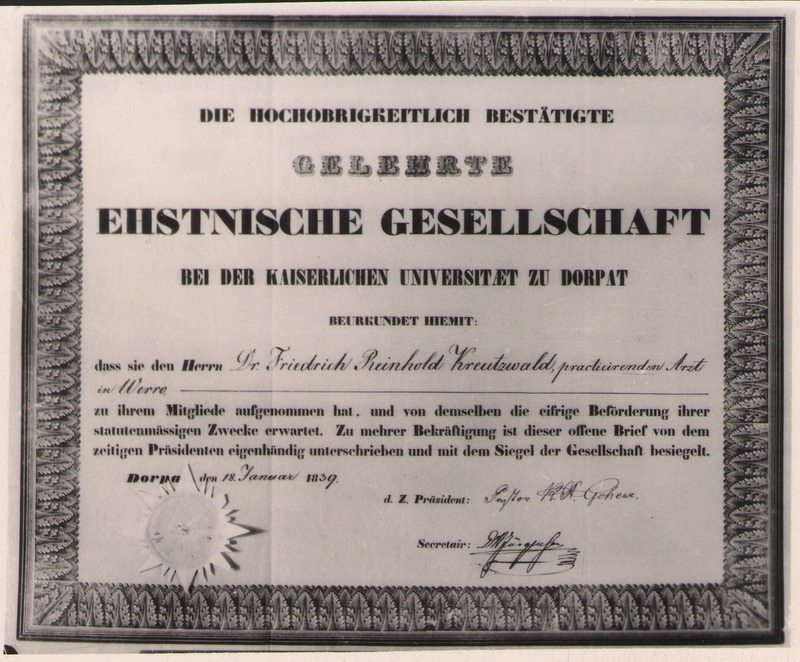 DIE HOCHOBRIGKEITLICH BESTÄTIGTE
GELEHRTE
EHSTNISCHE GESELLSCHAFT
BEI DER KAISERLICHEN UNIVERSITÆT ZU DORPAT
BEURKUNDET HIEMIT:
dass sie den Herrn Dr. Friedrich Reinhold Kreutzwald, practicirenden Arzt
in Werro
zu ihrem Mitgliede aufgenommen hat, und von demselben die eifrige Beförderung ihrer
statutenmässigen Zwecke erwartet. Zu mehrer Bekräftigung ist dieser offene Brief von dem
zeitigen Präsidenten eigenhändig unterschrieben und mit dem Siegel der Gesellschaft besiegelt.
Dorpa den 18. Januar 1839.
d. Z. Präsident: Pastor
Secretair: